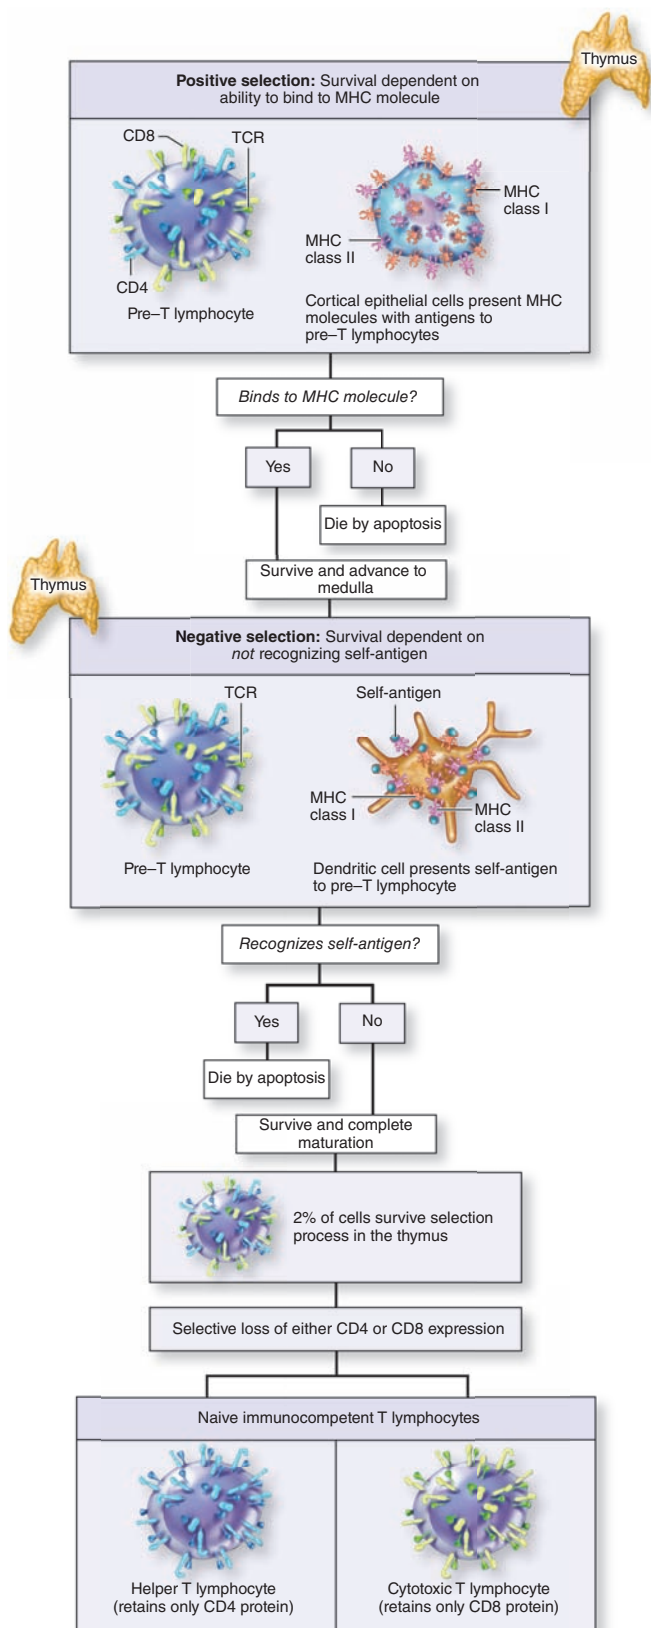 Thymus
Positive selection: Survival dependent on
ability to bind to MHC molecule
CD8
TCR
MHC
class I
MHC
class II
CD4
Pre–T lymphocyte
Cortical epithelial cells present MHC
molecules with antigens to
pre–T lymphocytes
Binds to MHC molecule?
Yes
No
Die by apoptosis
Survive and advance to
medulla
Thymus
Negative selection: Survival dependent on
not recognizing self-antigen
TCR
Self-antigen
MHC
class I
MHC
class II
Pre–T lymphocyte
Dendritic cell presents self-antigen
to pre–T lymphocyte
Recognizes self-antigen?
Yes
No
Die by apoptosis
Survive and complete
maturation
2% of cells survive selection
process in the thymus
Selective loss of either CD4 or CD8 expression
Naive immunocompetent T lymphocytes
Helper T lymphocyte
(retains only CD4 protein)
Cytotoxic T lymphocyte
(retains only CD8 protein)